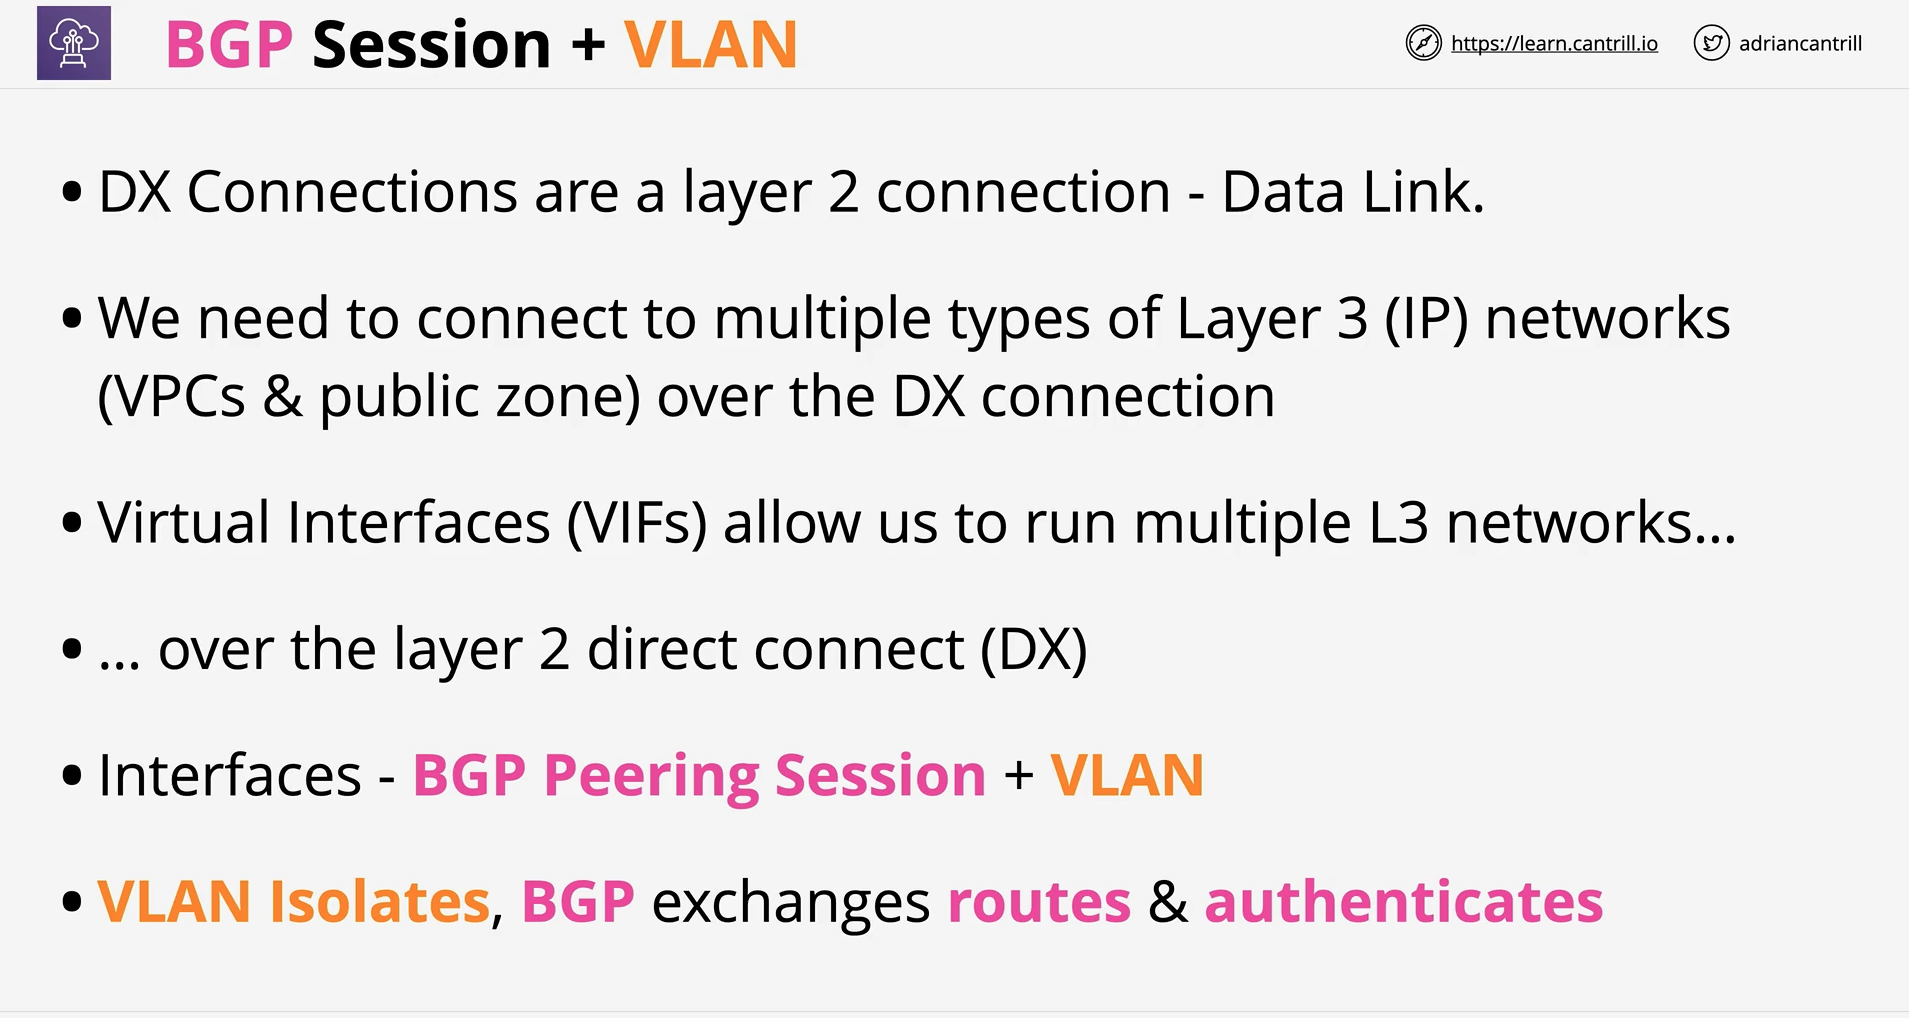 BGP Session + VLAN
https://learn.cantrill.io
adriancantrill
• DX Connections are a layer 2 connection - Data Link.
• We need to connect to multiple types of Layer 3 (IP) networks
(VPCs & public zone) over the DX connection
• Virtual Interfaces (VIFs) allow us to run multiple L3 networks...
• ... over the layer 2 direct connect (DX)
• Interfaces - BGP Peering Session + VLAN
• VLAN Isolates, BGP exchanges routes & authenticates